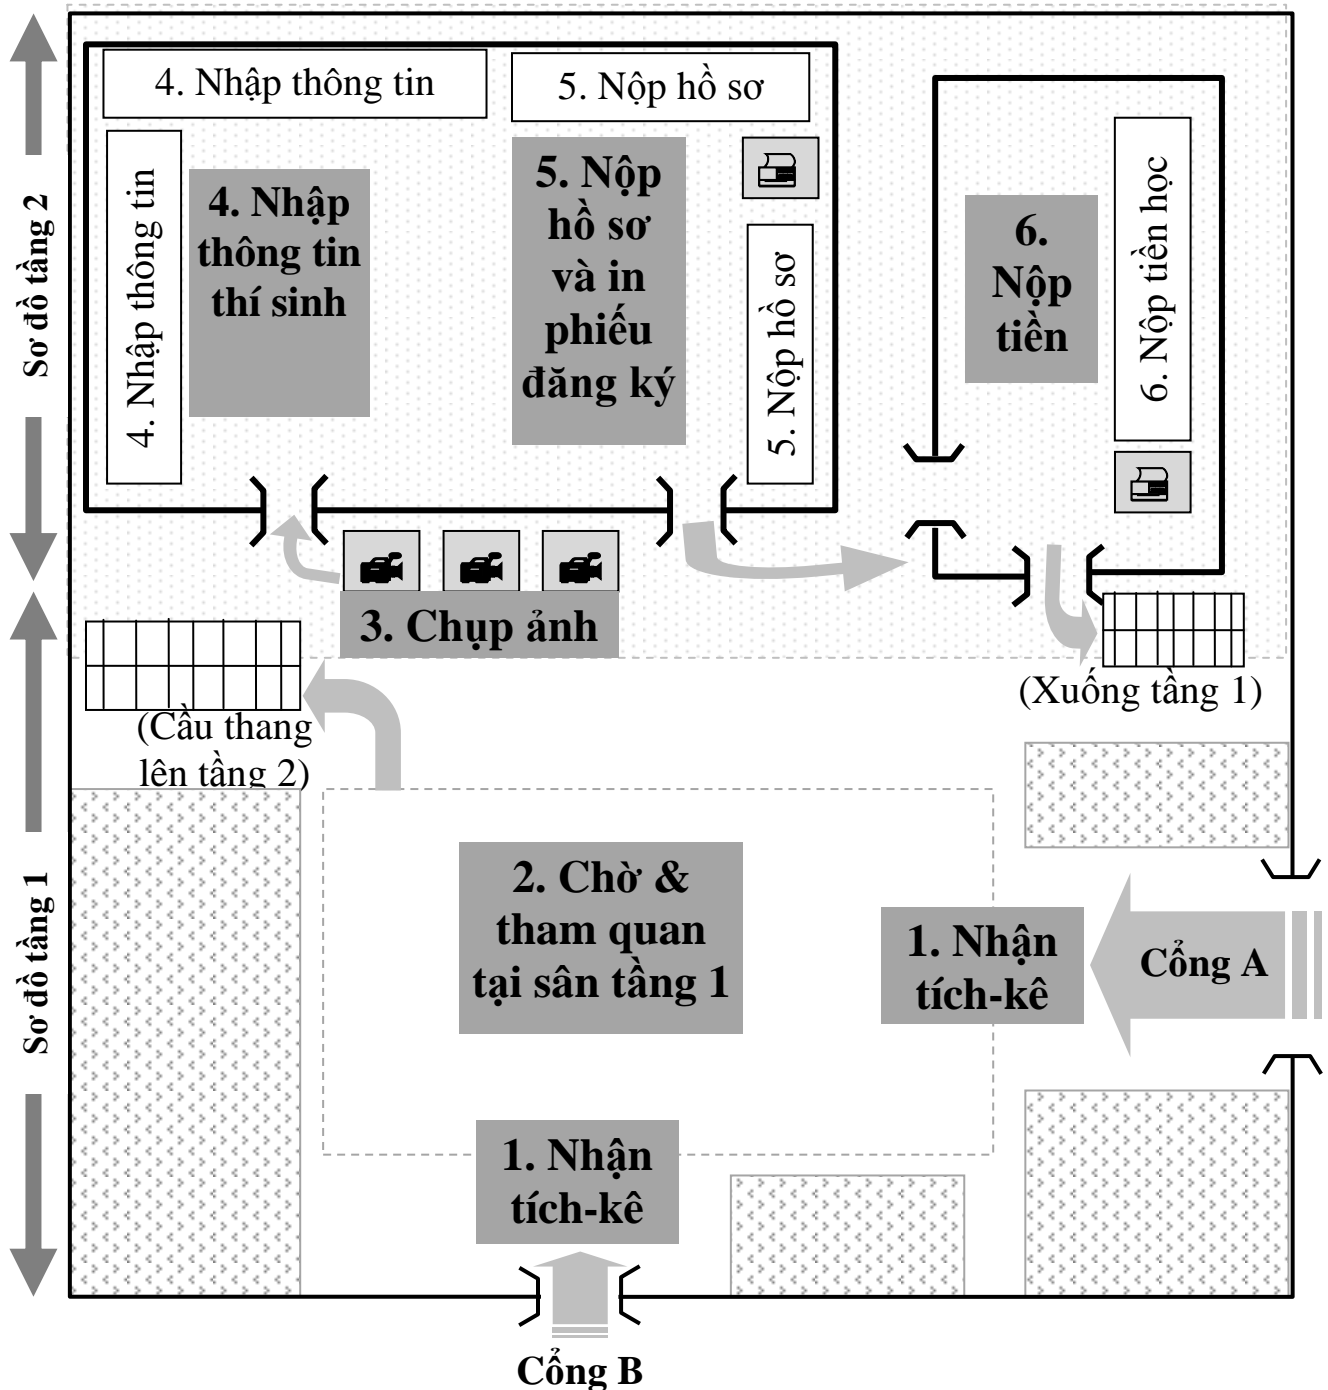 Sơ đồ tầng 2
4. Nhập thông tin
5. Nộp hồ sơ
4. Nhập thông tin
4. Nhập
thông tin
thí sinh
5. Nộp
hồ sơ
và in
phiếu
đăng ký
5. Nộp hồ sơ
6.
Nộp
tiền
6. Nộp tiền học
3. Chụp ảnh
(Xuống tầng 1)
(Cầu thang
lên tầng 2)
Sơ đồ tầng 1
2. Chờ &
tham quan
tại sân tầng 1
1. Nhận
tích-kê
Cổng A
1. Nhận
tích-kê
Cổng B